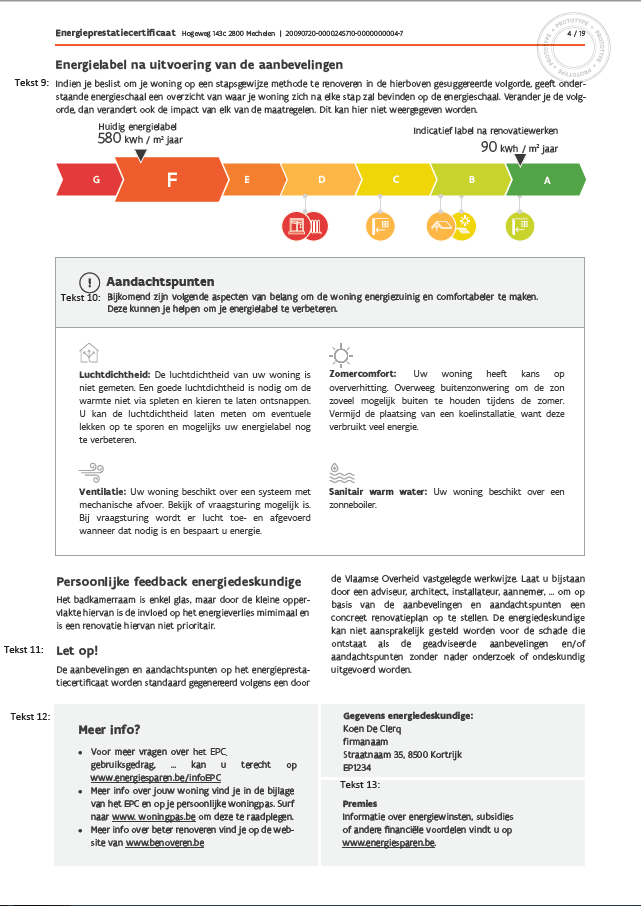 Energieprestatiecertificaat Hogeweg 143c 2800 Mechelen | 20090720-0000245710-0000000004-7
4 / 19
PROTOTYPE • PROTOTYPE • PROTOTYPE • PROTOTYPE •
Energielabel na uitvoering van de aanbevelingen
Tekst 9: Indien je beslist om je woning op een stapsgewijze methode te renoveren in de hierboven gesuggereerde volgorde, geeft onder-
staande energieschaal een overzicht van waar je woning zich na elke stap zal bevinden op de energieschaal. Verander je de volg-
orde, dan verandert ook de impact van elk van de maatregelen. Dit kan hier niet weergegeven worden.
Huidig energielabel
580 kWh / m² jaar
Indicatief label na renovatiewerken
90 kWh / m² jaar
G F E D C B A
! Aandachtspunten
Tekst 10: Bijkomend zijn volgende aspecten van belang om de woning energiezuinig en comfortabeler te maken.
Deze kunnen je helpen om je energielabel te verbeteren.
Luchtdichtheid: De luchtdichtheid van uw woning is
niet gemeten. Een goede luchtdichtheid is nodig om de
warmte niet via spleten en kieren te laten ontsnappen.
U kan de luchtdichtheid laten meten om eventuele
lekken op te sporen en mogelijks uw energielabel nog
te verbeteren.
Zomercomfort: Uw woning heeft kans op
oververhitting. Overweeg buitenzonwering om de zon
zoveel mogelijk buiten te houden tijdens de zomer.
Vermijd de plaatsing van een koelinstallatie, want deze
verbruikt veel energie.
Ventilatie: Uw woning beschikt over een systeem met
mechanische afvoer. Bekijk of vraagsturing mogelijk is.
Bij vraagsturing wordt er lucht toe- en afgevoerd
wanneer dat nodig is en bespaart u energie.
Sanitair warm water: Uw woning beschikt over een
zonneboiler.
Persoonlijke feedback energiedeskundige
Het badkamerraam is enkel glas, maar door de kleine opper-
vlakte hiervan is de invloed op het energieverlies mimimaal en
is een renovatie hiervan niet prioritair.
Tekst 11: Let op!
De aanbevelingen en aandachtspunten op het energiepresta-
tiecertificaat worden standaard gegenereerd volgens een door
de Vlaamse Overheid vastgelegde werkwijze. Laat u bijstaan
door een adviseur, architect, installateur, aannemer, ... om op
basis van de aanbevelingen en aandachtspunten een
concreet renovatieplan op te stellen. De energiedeskundige
kan niet aansprakelijk gesteld worden voor de schade die
ontstaat als de geadviseerde aanbevelingen en/of
aandachtspunten zonder nader onderzoek of ondeskundig
uitgevoerd worden.
Tekst 12:
Meer info?
• Voor meer vragen over het EPC,
gebruiksgedrag, ... kan u terecht op
www.energiesparen.be/infoEPC
• Meer info over jouw woning vind je in de bijlage
van het EPC en op je persoonlijke woningpas. Surf
naar www. woningpas.be om deze te raadplegen.
• Meer info over beter renoveren vind je op de web-
site van www.benoveren.be
Gegevens energiedeskundige:
Koen De Clerq
firmanaam
Straatnaam 35, 8500 Kortrijk
EP1234
Tekst 13:
Premies
Informatie over energiewinsten, subsidies
of andere financiële voordelen vindt u op
www.energiesparen.be.